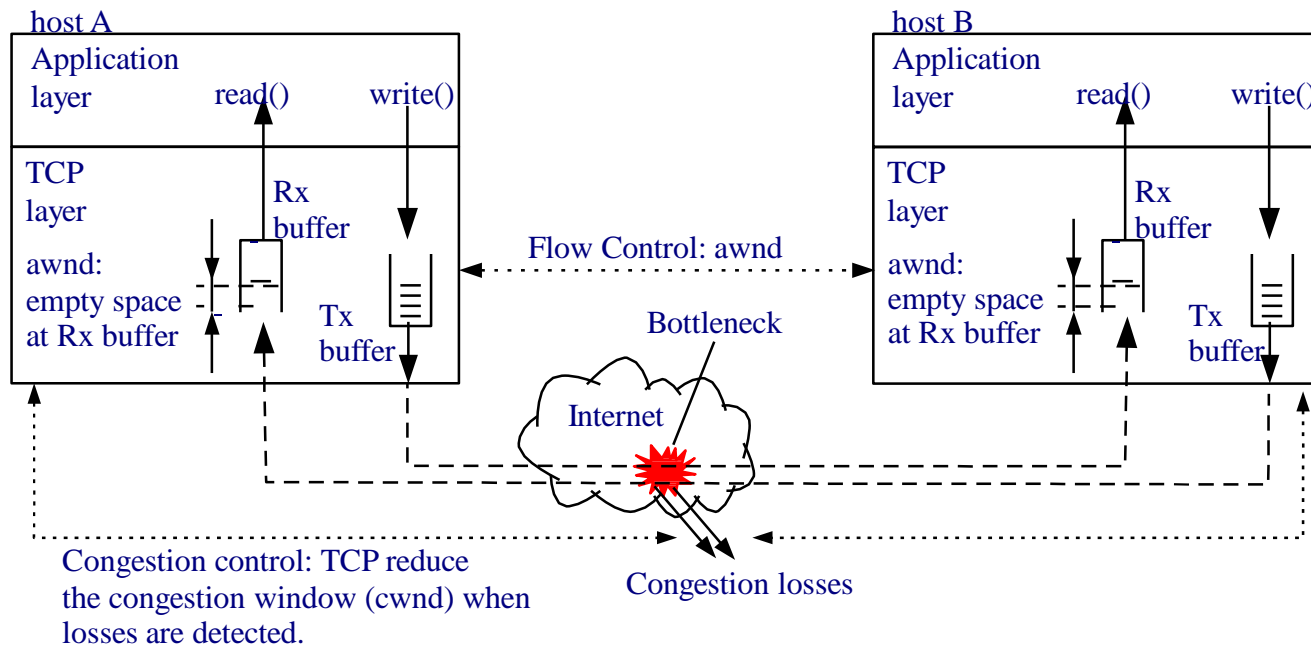 host A
Application
layer
read()
write()
TCP
layer
Rx
buffer
awnd:
empty space
at Rx buffer
Tx
buffer
Flow Control: awnd
Bottleneck
Internet
Congestion losses
Congestion control: TCP reduce
the congestion window (cwnd) when
losses are detected.
host B
Application
layer
read()
write()
TCP
layer
Rx
buffer
awnd:
empty space
at Rx buffer
Tx
buffer